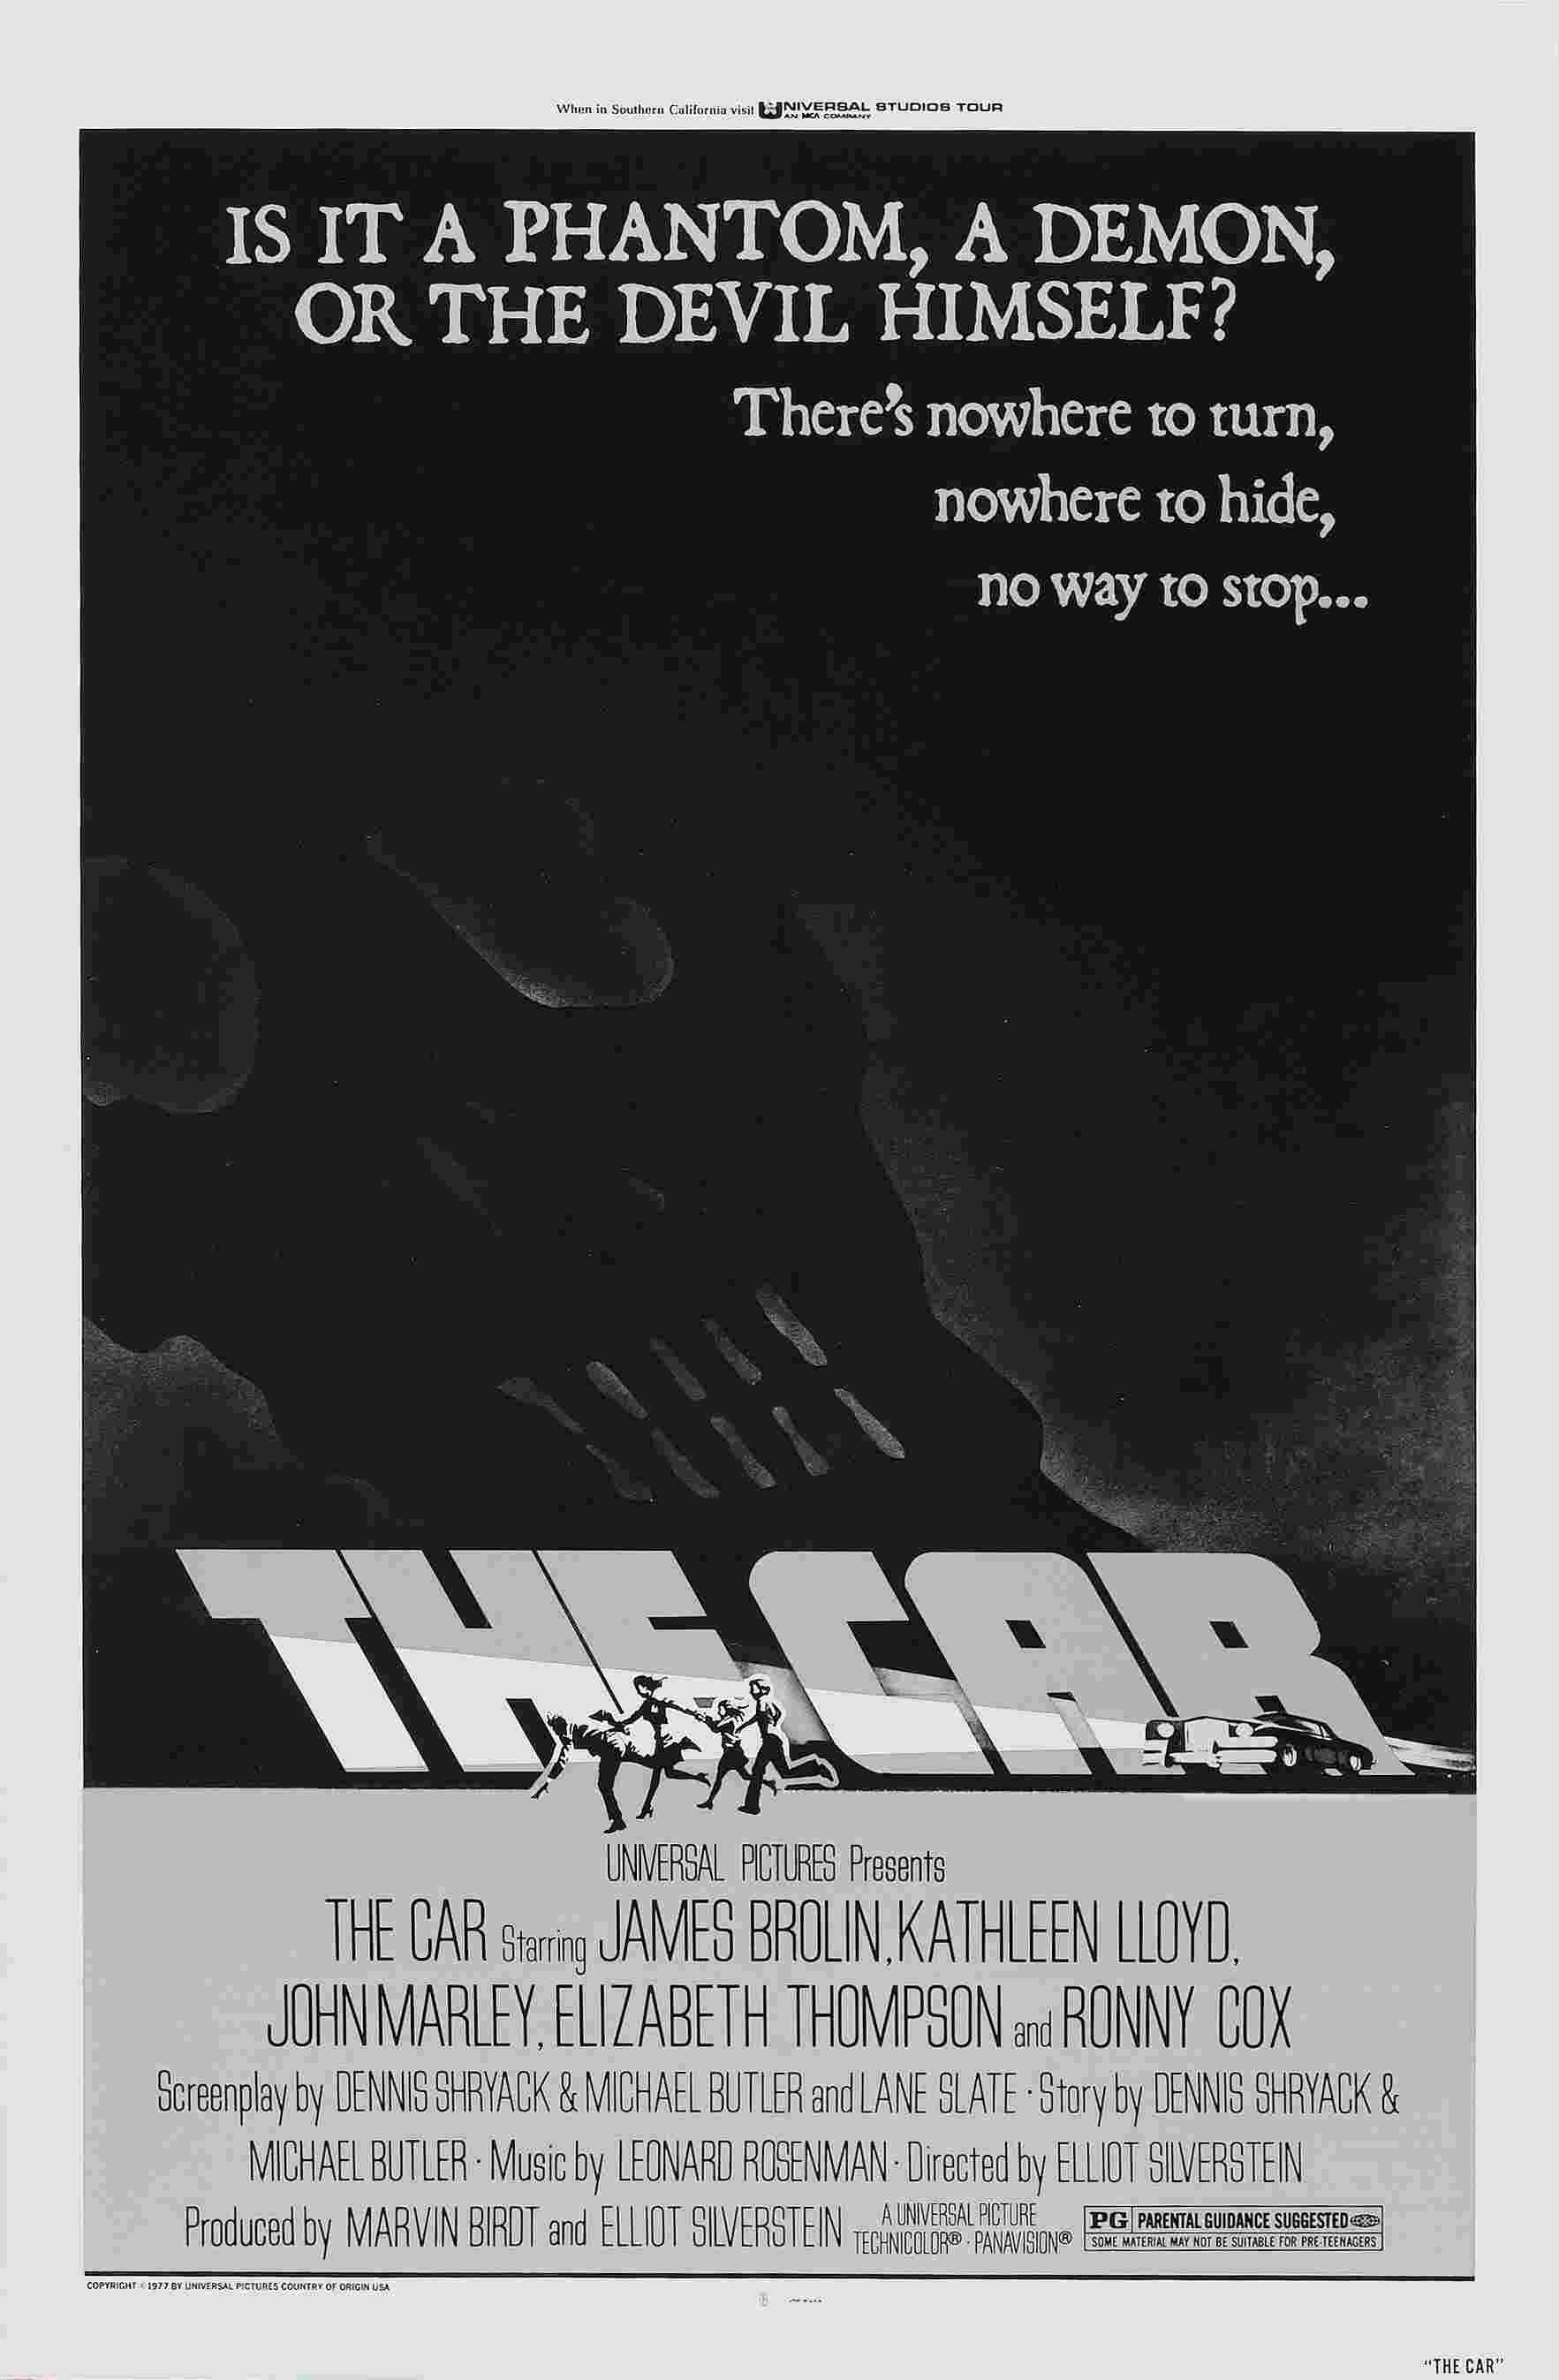 When in Southern California visit UNIVERSAL STUDIOS TOUR
AN MCA COMPANY
IS IT A PHANTOM, A DEMON,
OR THE DEVIL HIMSELF?
There's nowhere to turn,
nowhere to hide,
no way to stop...
THE CAR
UNIVERSAL PICTURES Presents
THE CAR Starring JAMES BROLIN, KATHLEEN LLOYD,
JOHN MARLEY, ELIZABETH THOMPSON and RONNY COX
Screenplay by DENNIS SHRYACK & MICHAEL BUTLER and LANE SLATE · Story by DENNIS SHRYACK &
MICHAEL BUTLER · Music by LEONARD ROSENMAN · Directed by ELLIOT SILVERSTEIN
Produced by MARVIN BIRDT and ELLIOT SILVERSTEIN
A UNIVERSAL PICTURE
TECHNICOLOR® · PANAVISION®
PG PARENTAL GUIDANCE SUGGESTED
SOME MATERIAL MAY NOT BE SUITABLE FOR PRE-TEENAGERS
COPYRIGHT © 1977 BY UNIVERSAL PICTURES COUNTRY OF ORIGIN USA
"THE CAR"